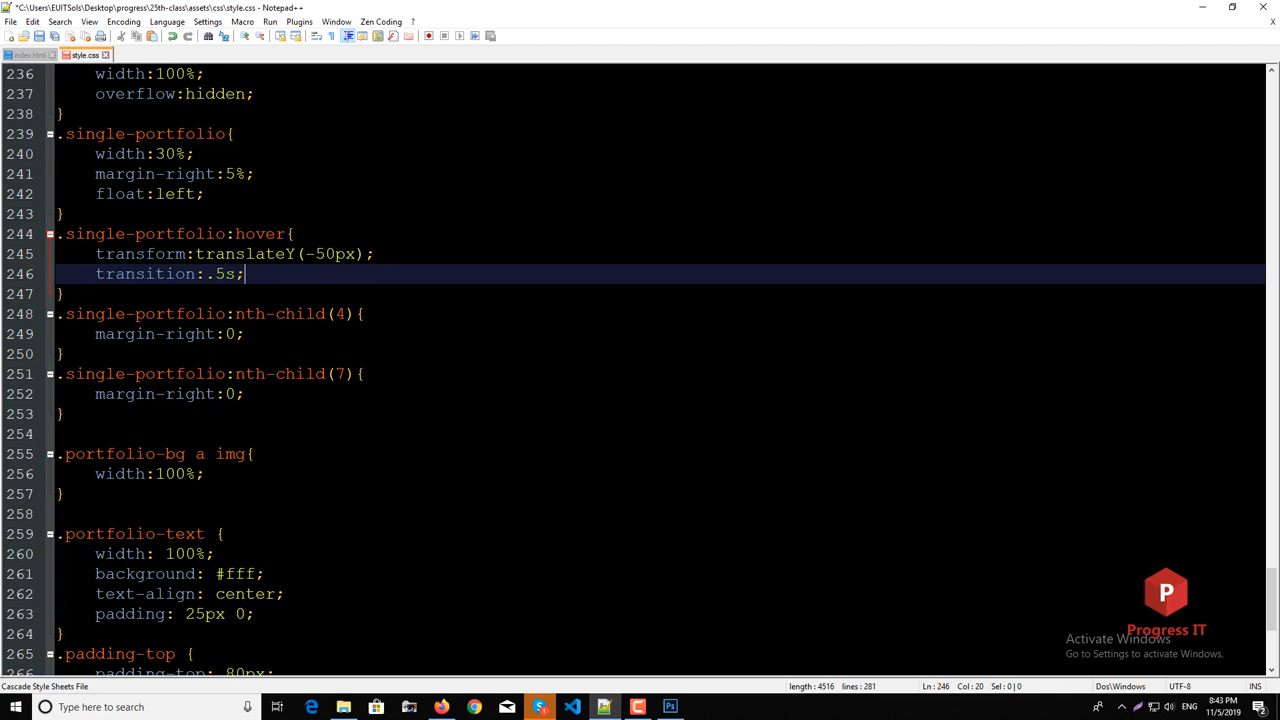 *C:\Users\EUITSols\Desktop\progress\25th-class\assets\css\style.css - Notepad++
File Edit Search View Encoding Language Settings Macro Run Plugins Window Zen Coding ?
X
index.html style.css
236 width:100%;
237 overflow:hidden;
238 }
239 .single-portfolio{
240 width:30%;
241 margin-right:5%;
242 float:left;
243 }
244 .single-portfolio:hover{
245 transform:translateY(-50px);
246 transition:.5s;
247 }
248 .single-portfolio:nth-child(4){
249 margin-right:0;
250 }
251 .single-portfolio:nth-child(7){
252 margin-right:0;
253 }
254
255 .portfolio-bg a img{
256 width:100%;
257 }
258
259 .portfolio-text {
260 width: 100%;
261 background: #fff;
262 text-align: center;
263 padding: 25px 0;
264 }
265 .padding-top {
266 padding-top: 80px;
P
Progress IT
Activate Windows
Go to Settings to activate Windows.
Cascade Style Sheets File length : 4516 lines : 281 Ln : 246 Col : 20 Sel : 0 | 0 Dos\Windows UTF-8 INS
Type here to search ENG 8:43 PM
11/5/2019